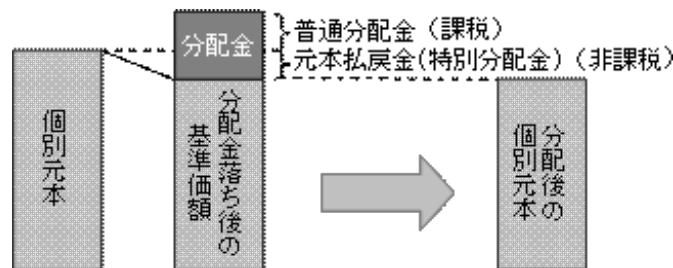 分配金
普通分配金（課税）
元本払戻金(特別分配金)（非課税）
個別元本
分配金落ち後の
基準価額
分配後の
個別元本